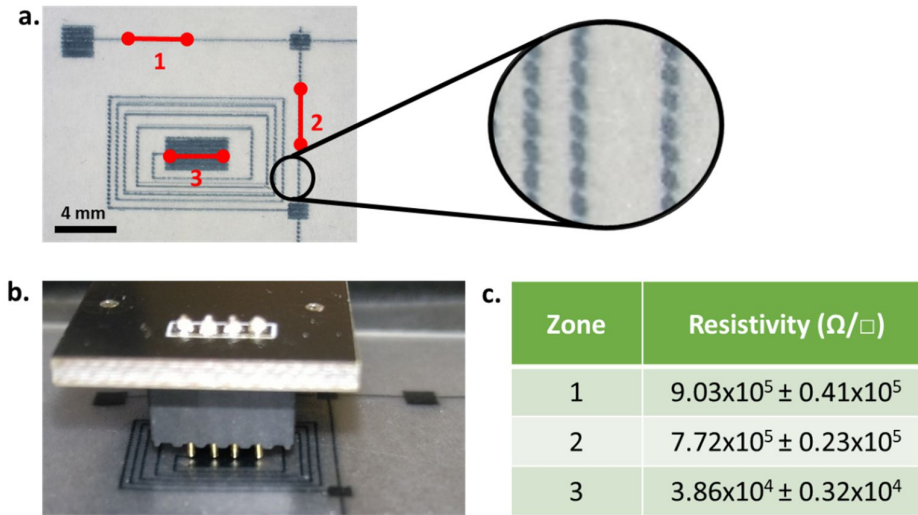 a.
1
2
3
4 mm
b.
c.
Zone
Resistivity (Ω/□)
1
9.03x10⁵ ± 0.41x10⁵
2
7.72x10⁵ ± 0.23x10⁵
3
3.86x10⁴ ± 0.32x10⁴